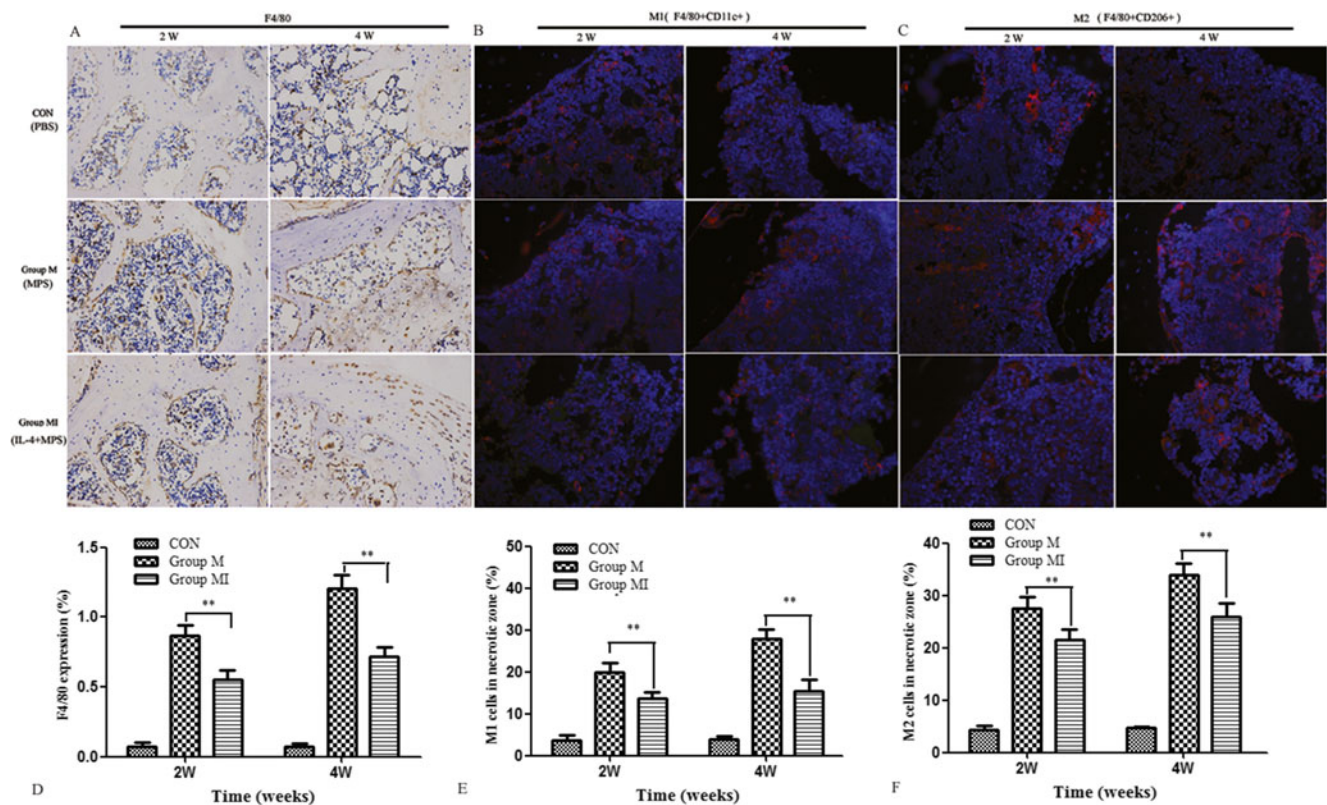 A
F4/80
2 W
4 W
B
M1( F4/80+CD11c+)
2 W
4 W
C
M2 (F4/80+CD206+)
2 W
4 W
CON
(PBS)
Group M
(MPS)
Group MI
(IL-4+MPS)
1.5
1.0
0.5
0.0
F4/80 expression (%)
CON
Group M
Group MI
**
**
2W
4W
Time (weeks)
D
50
40
30
20
10
0
M1 cells in necrotic zone (%)
CON
Group M
Group MI
**
**
2W
4W
Time (weeks)
E
40
30
20
10
0
M2 cells in necrotic zone (%)
CON
Group M
Group MI
**
**
2W
4W
Time (weeks)
F